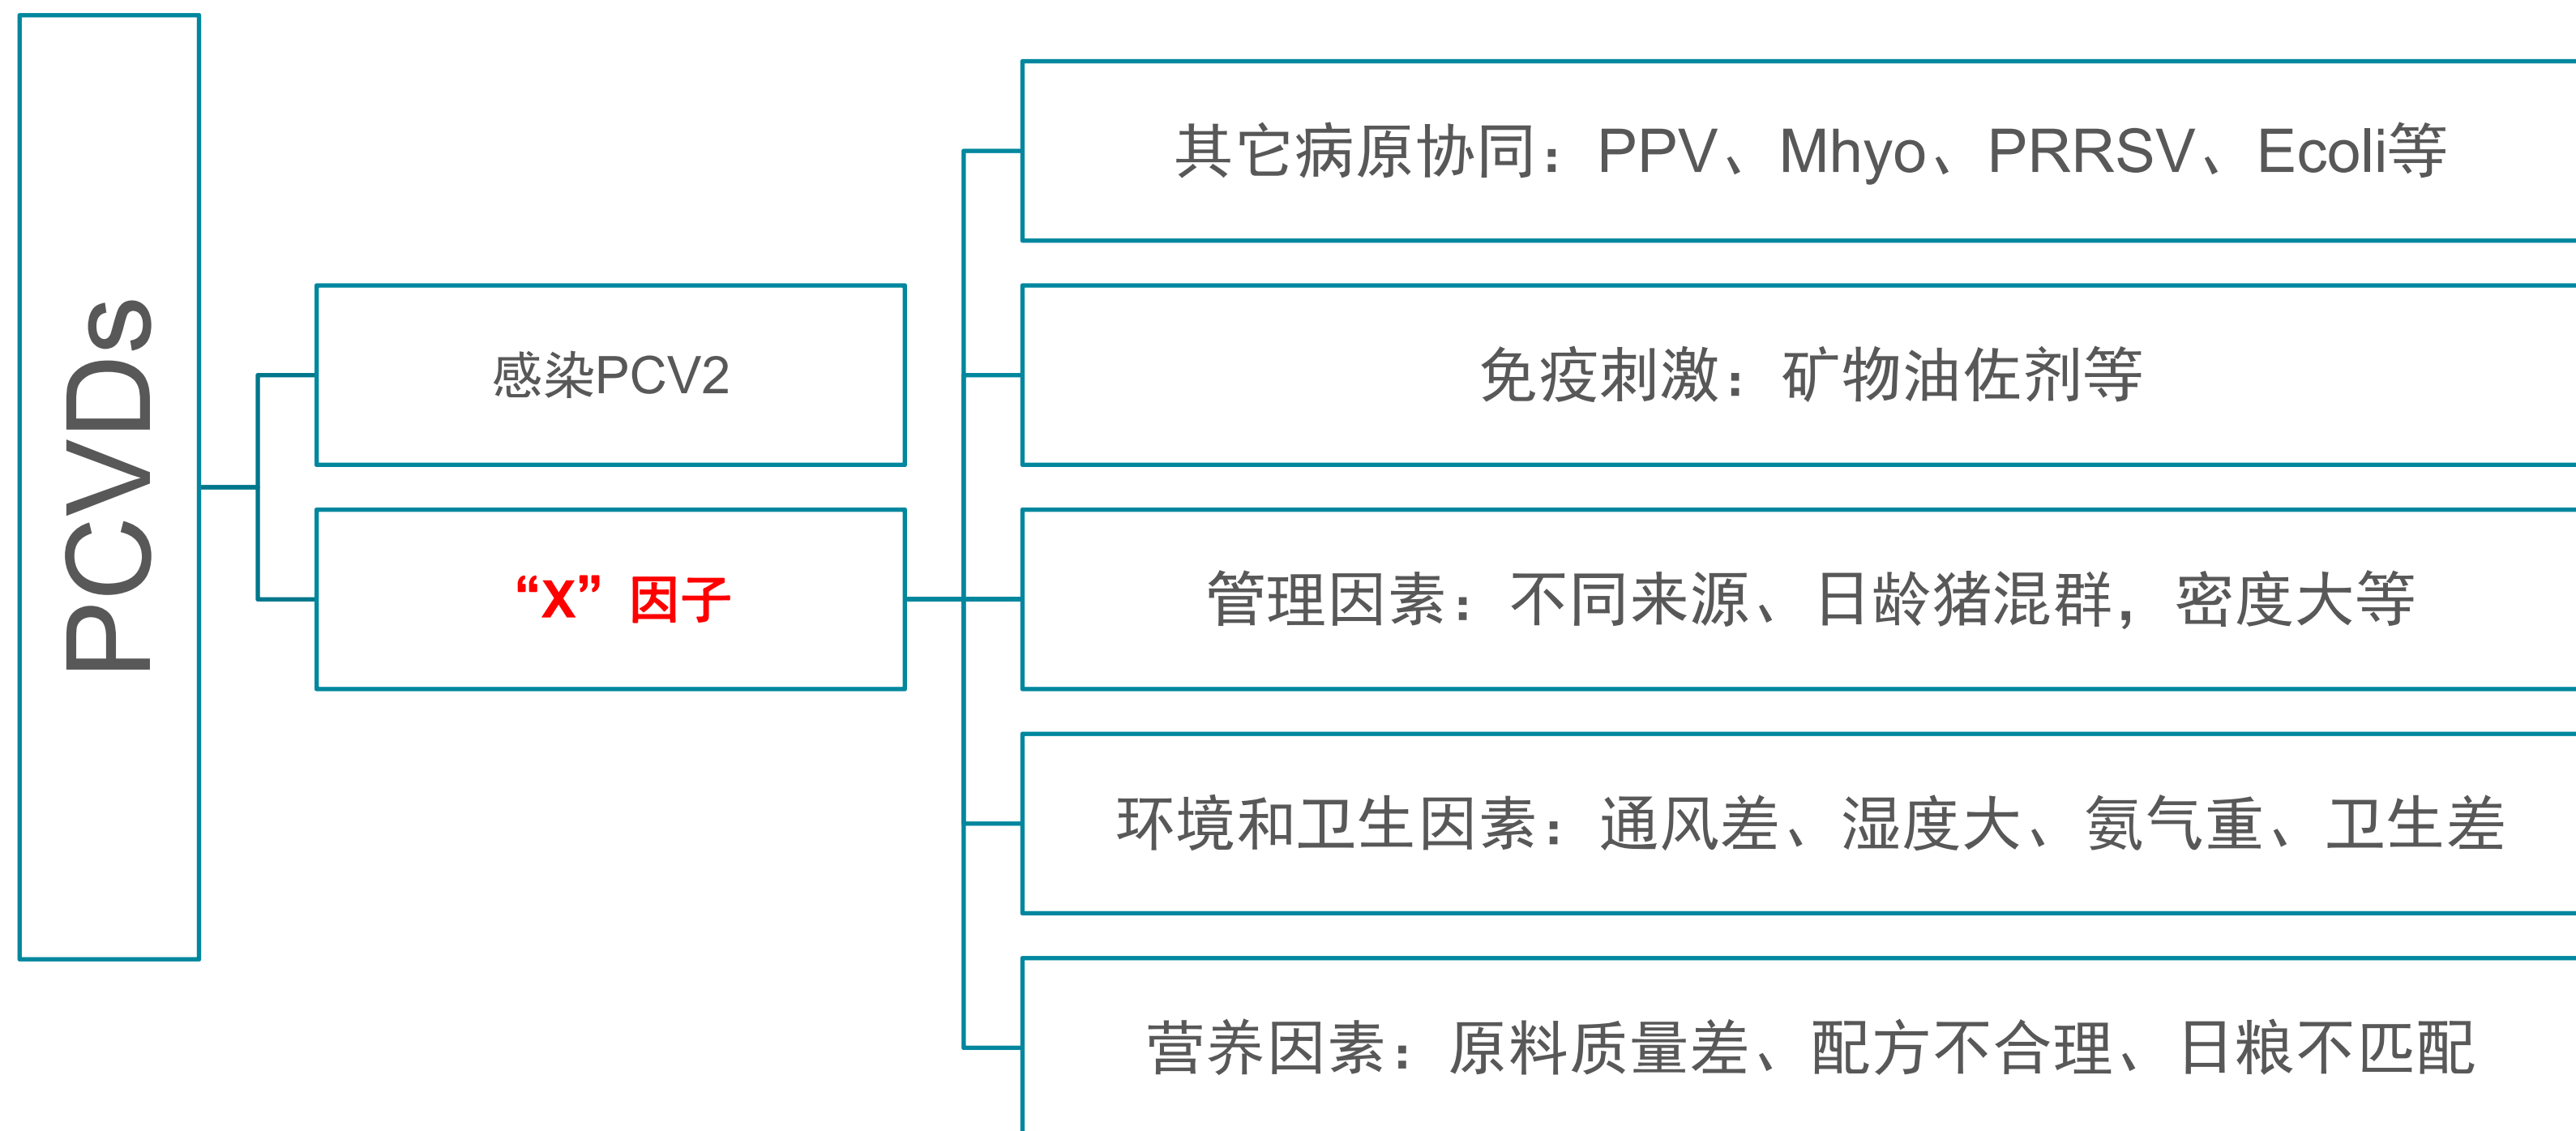 PCVDs
感染PCV2
“X”因子
其它病原协同：PPV、Mhyo、PRRSV、Ecoli等
免疫刺激：矿物油佐剂等
管理因素：不同来源、日龄猪混群，密度大等
环境和卫生因素：通风差、湿度大、氨气重、卫生差
营养因素：原料质量差、配方不合理、日粮不匹配